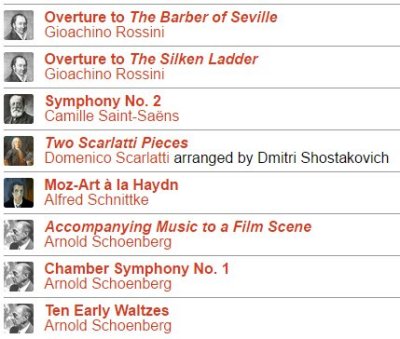 Overture to The Barber of Seville
Gioachino Rossini
Overture to The Silken Ladder
Gioachino Rossini
Symphony No. 2
Camille Saint-Saëns
Two Scarlatti Pieces
Domenico Scarlatti arranged by Dmitri Shostakovich
Moz-Art à la Haydn
Alfred Schnittke
Accompanying Music to a Film Scene
Arnold Schoenberg
Chamber Symphony No. 1
Arnold Schoenberg
Ten Early Waltzes
Arnold Schoenberg